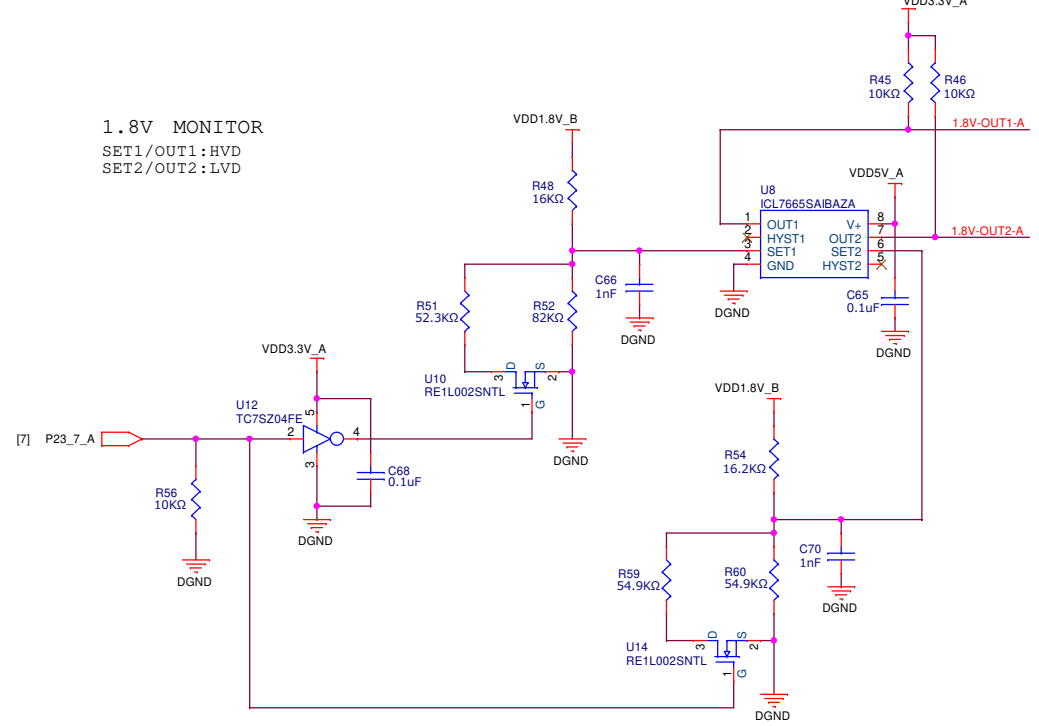 VDD3.3V_A
R45
10KΩ
R46
10KΩ
1.8V MONITOR
SET1/OUT1:HVD
SET2/OUT2:LVD
VDD1.8V_B
1.8V-OUT1-A
R48
16KΩ
VDD5V_A
U8
ICL7665SAIBAZA
1 OUT1 V+ 8
2 HYST1 OUT2 7
3 SET1 SET2 6
4 GND HYST2 5
1.8V-OUT2-A
C66
1nF
DGND
C65
0.1uF
DGND
DGND
R51
52.3KΩ
R52
82KΩ
VDD3.3V_A
U10
RE1L002SNTL
3 D S 2
1 G
VDD1.8V_B
U12
TC7SZ04FE
5
2 4
3
[7] P23_7_A
DGND
R54
16.2KΩ
C68
0.1uF
R56
10KΩ
DGND
DGND
C70
1nF
DGND
R59
54.9KΩ
R60
54.9KΩ
U14
RE1L002SNTL
3 D S 2
1 G
DGND